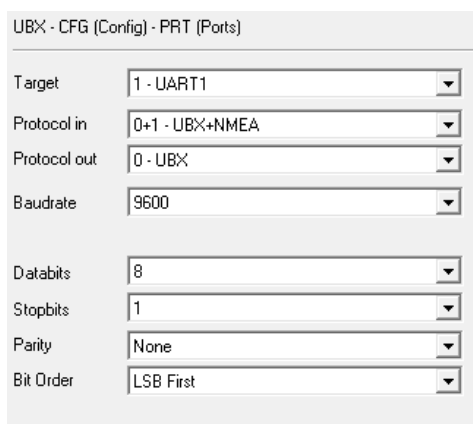 UBX - CFG (Config) - PRT (Ports)
Target 1 - UART1
Protocol in 0+1 - UBX+NMEA
Protocol out 0 - UBX
Baudrate 9600
Databits 8
Stopbits 1
Parity None
Bit Order LSB First